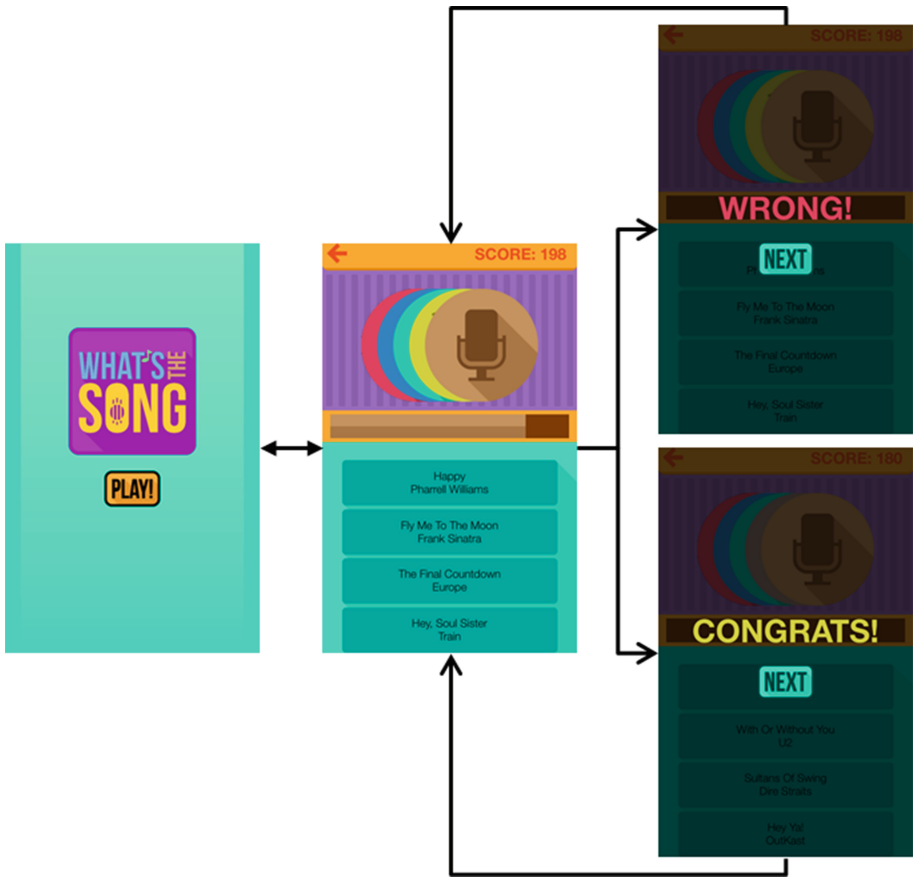 WHAT'S THE
SONG
PLAY!
SCORE: 198
Happy
Pharrell Williams
Fly Me To The Moon
Frank Sinatra
The Final Countdown
Europe
Hey, Soul Sister
Train
SCORE: 198
WRONG!
NEXT
Fly Me To The Moon
Frank Sinatra
The Final Countdown
Europe
Hey, Soul Sister
Train
SCORE: 180
CONGRATS!
NEXT
With Or Without You
U2
Sultans Of Swing
Dire Straits
Hey Ya!
OutKast